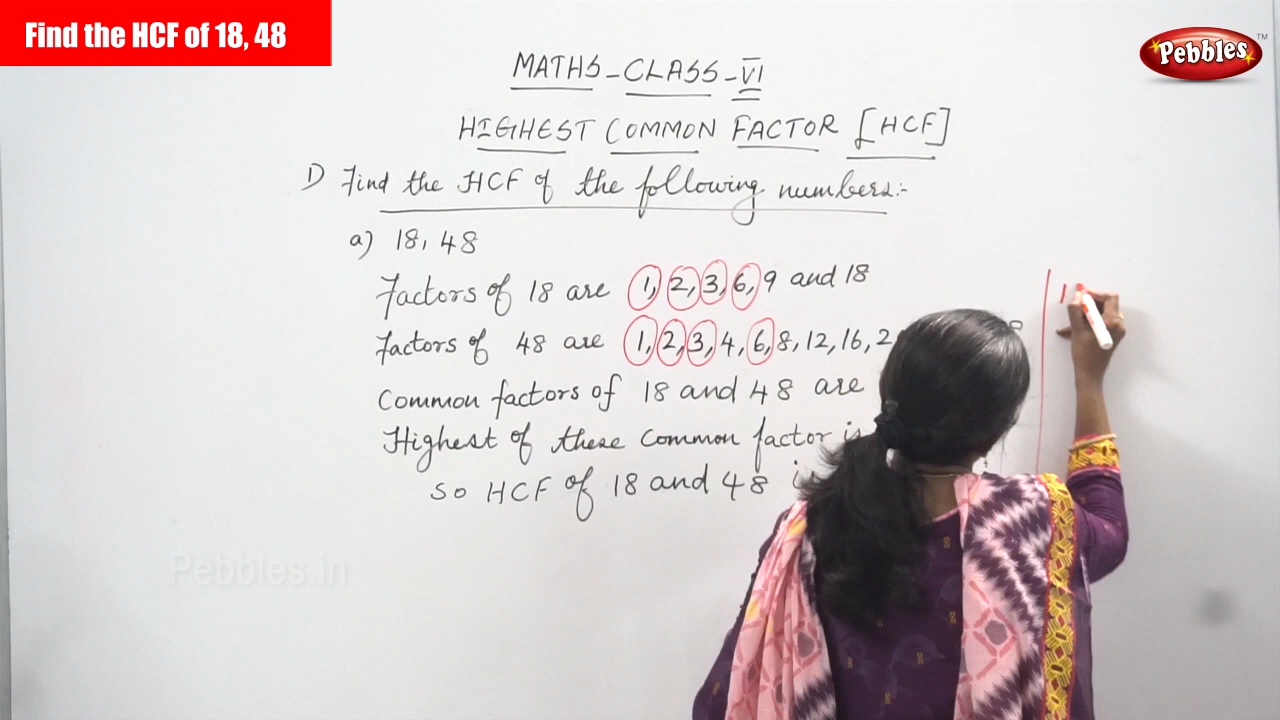 Find the HCF of 18, 48
Pebbles TM
MATHS-CLASS-VI
HIGHEST COMMON FACTOR [HCF]
1) Find the HCF of the following numbers:-
a) 18, 48
Factors of 18 are 1, 2, 3, 6, 9 and 18
Factors of 48 are 1, 2, 3, 4, 6, 8, 12, 16, 2
Common factors of 18 and 48 are
Highest of these common factor is
so HCF of 18 and 48 is
Pebbles.in